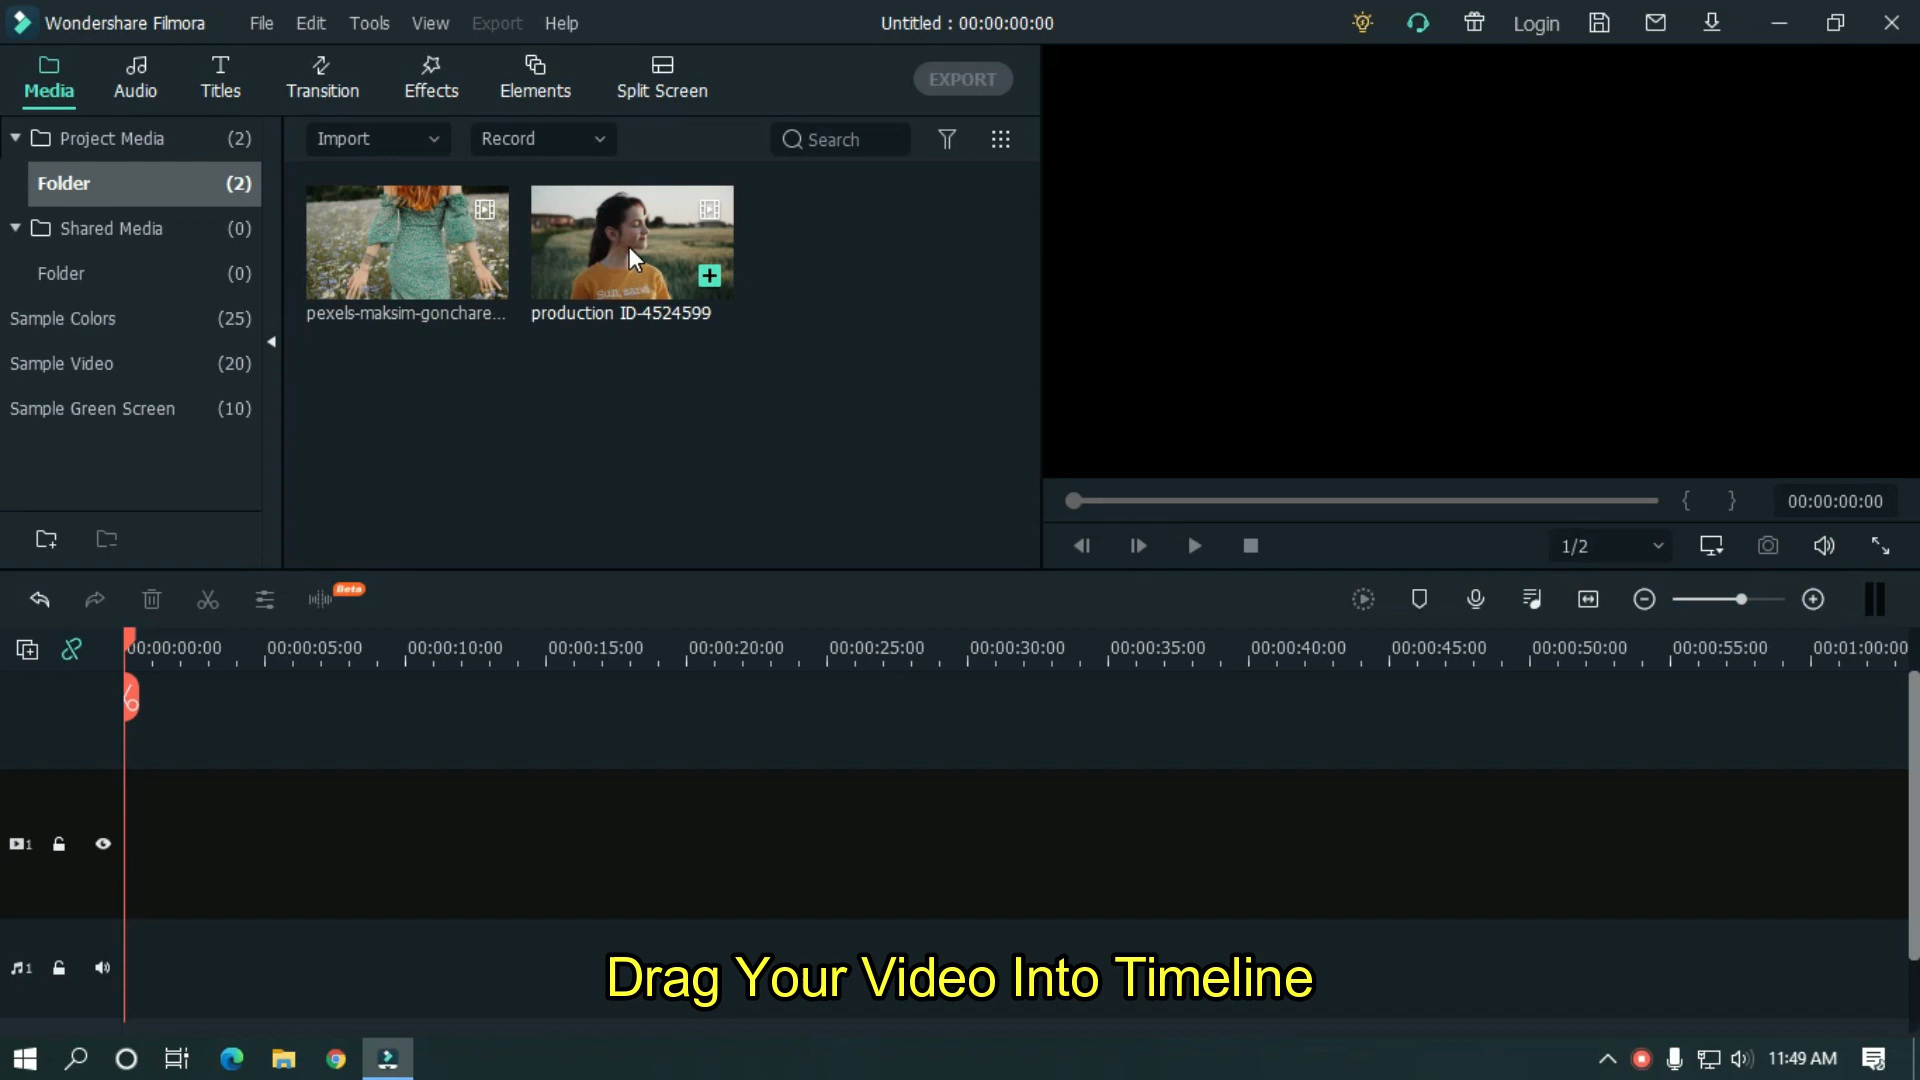 Wondershare Filmora File Edit Tools View Export Help Untitled : 00:00:00:00 Login
Media Audio Titles Transition Effects Elements Split Screen EXPORT
Project Media (2) Import Record Search
Folder (2)
Shared Media (0)
Folder (0)
Sample Colors (25)
Sample Video (20)
Sample Green Screen (10)
Sun, sand
pexels-maksim-gonchare... production ID-4524599
{ } 00:00:00:00
1/2
Beta
00:00:00:00 00:00:05:00 00:00:10:00 00:00:15:00 00:00:20:00 00:00:25:00 00:00:30:00 00:00:35:00 00:00:40:00 00:00:45:00 00:00:50:00 00:00:55:00 00:01:00:00
1
1
Drag Your Video Into Timeline
11:49 AM